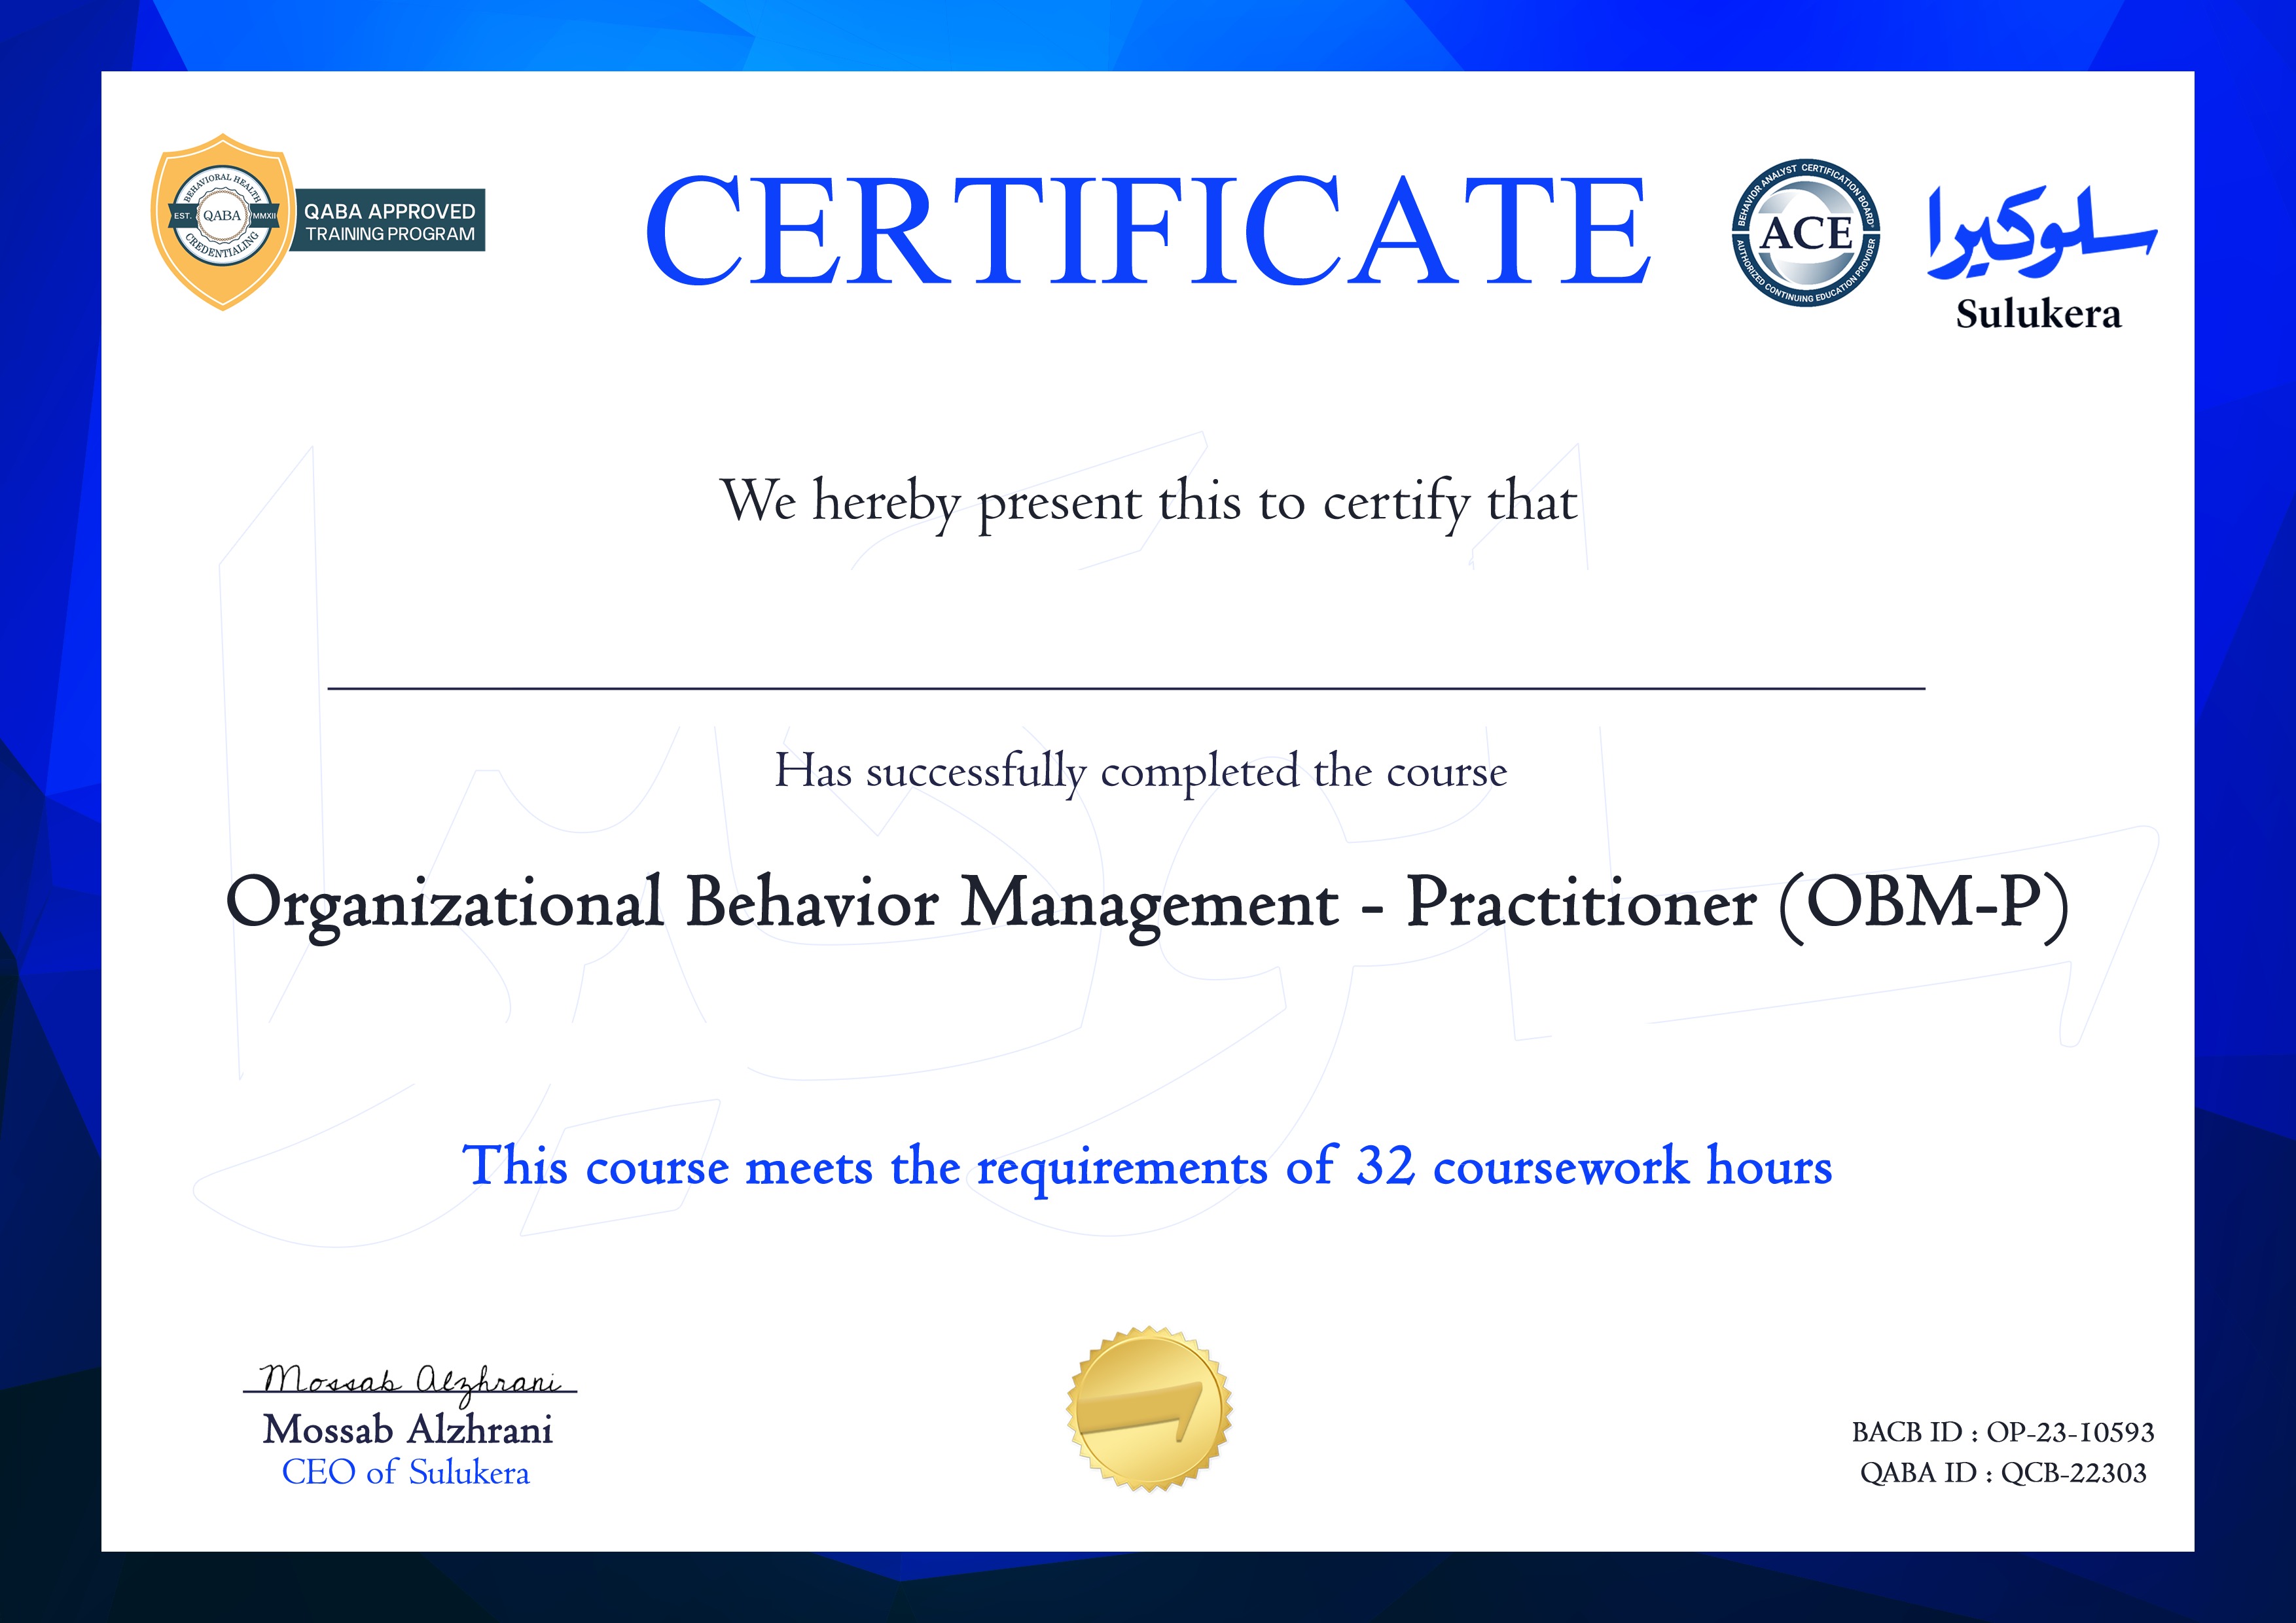 BEHAVIORAL HEALTH
EST. QABA MMXII
CREDENTIALING
QABA APPROVED
TRAINING PROGRAM
CERTIFICATE
BEHAVIOR ANALYST CERTIFICATION BOARD®
ACE
AUTHORIZED CONTINUING EDUCATION PROVIDER
سلوكيرا
Sulukera
We hereby present this to certify that
Has successfully completed the course
Organizational Behavior Management - Practitioner (OBM-P)
This course meets the requirements of 32 coursework hours
Mossab Alzhrani
Mossab Alzhrani
CEO of Sulukera
BACB ID : OP-23-10593
QABA ID : QCB-22303